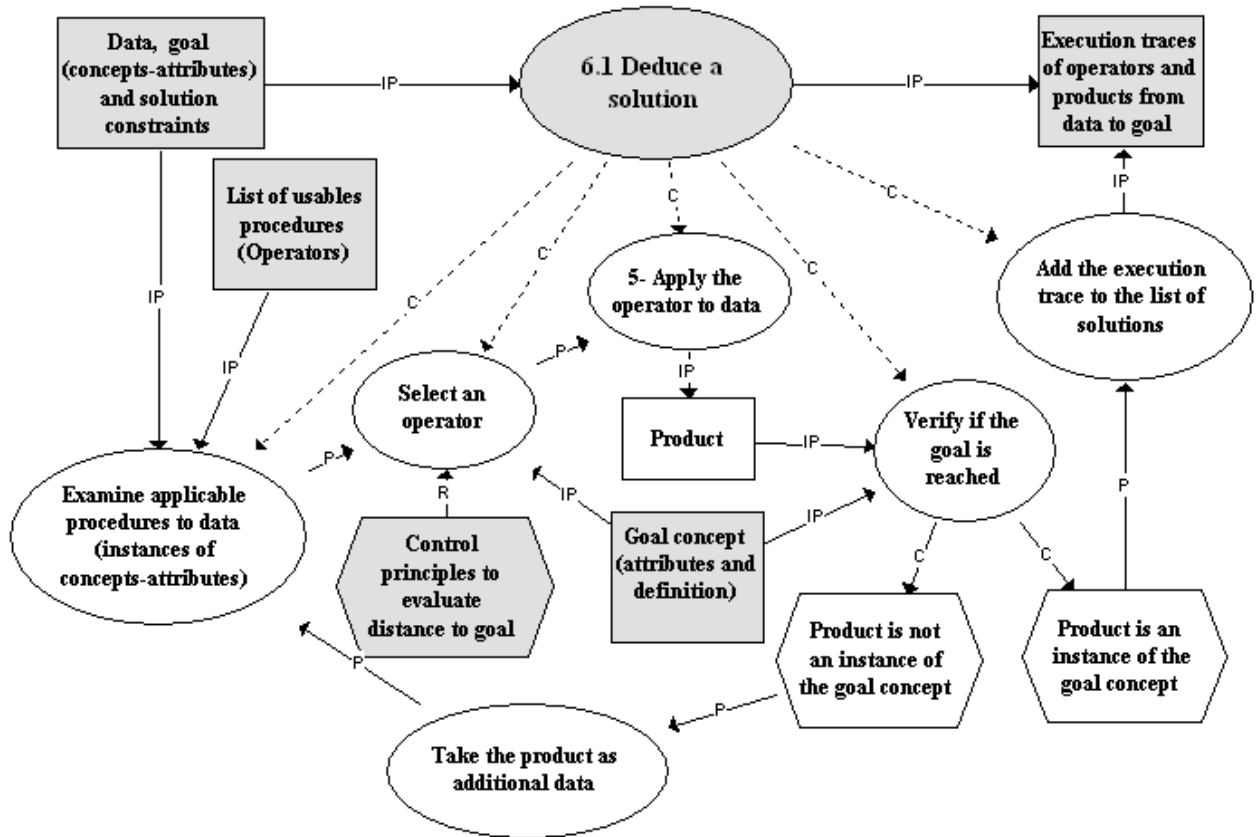 Data, goal
(concepts-attributes)
and solution
constraints
IP
6.1 Deduce a
solution
IP
Execution traces
of operators and
products from
data to goal
List of usables
procedures
(Operators)
IP
IP
C
C
C
C
C
IP
5- Apply the
operator to data
Add the execution
trace to the list of
solutions
P
IP
Select an
operator
Product
IP
Verify if the
goal is
reached
P
P
R
IP
IP
Examine applicable
procedures to data
(instances of
concepts-attributes)
Control
principles to
evaluate
distance to goal
Goal concept
(attributes and
definition)
C
C
Product is not
an instance of
the goal concept
Product is an
instance of the
goal concept
P
P
Take the product as
additional data